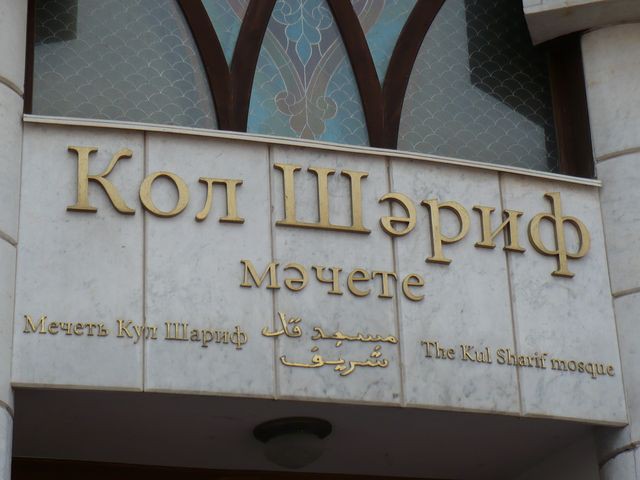 Кол Шәриф
мәчете
Мечеть Кул Шариф
مسجد قل
شريف
The Kul Sharif mosque